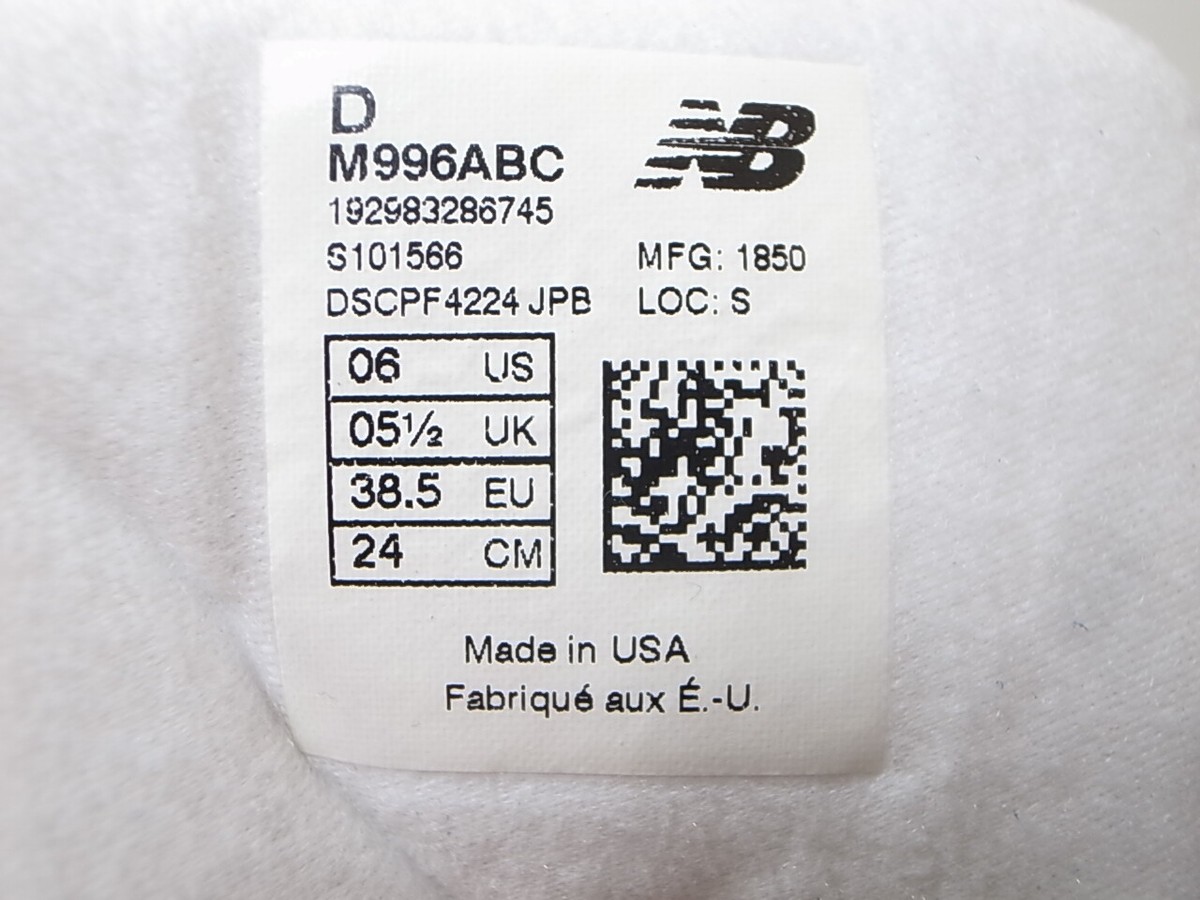 D
NB
M996ABC
192983286745
S101566 MFG: 1850
DSCPF4224 JPB LOC: S
06 US
05½ UK
38.5 EU
24 CM
Made in USA
Fabriqué aux É.-U.